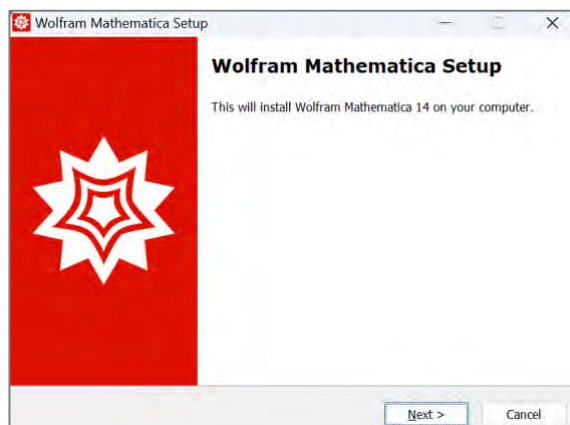 Wolfram Mathematica Setup
Wolfram Mathematica Setup
This will install Wolfram Mathematica 14 on your computer.
Next >
Cancel